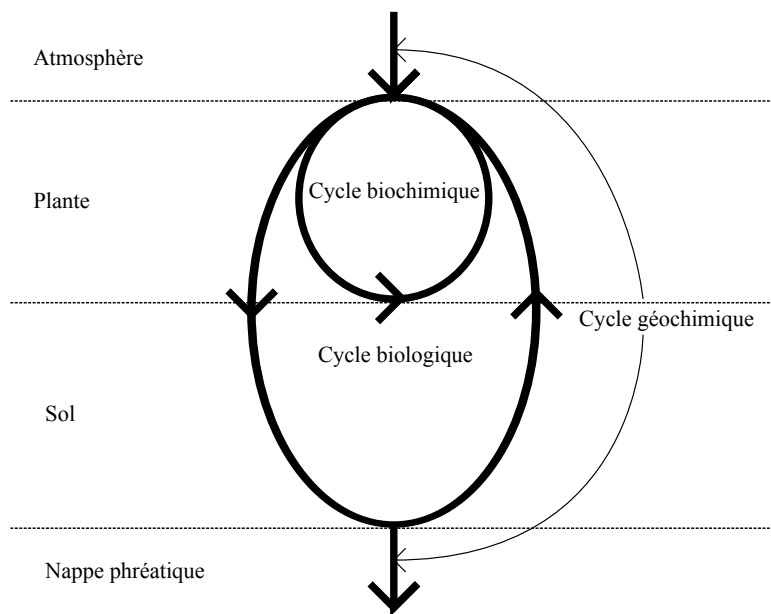 Atmosphère
Cycle biochimique
Plante
Cycle géochimique
Cycle biologique
Sol
Nappe phréatique